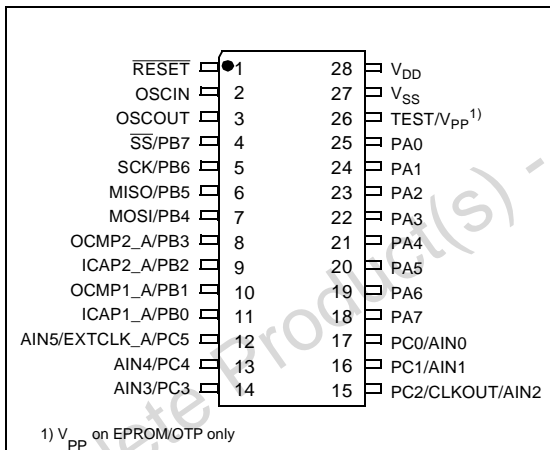 RESET 1 28 VDD
OSCIN 2 27 VSS
OSCOUT 3 26 TEST/VPP1)
SS/PB7 4 25 PA0
SCK/PB6 5 24 PA1
MISO/PB5 6 23 PA2
MOSI/PB4 7 22 PA3
OCMP2_A/PB3 8 21 PA4
ICAP2_A/PB2 9 20 PA5
OCMP1_A/PB1 10 19 PA6
ICAP1_A/PB0 11 18 PA7
AIN5/EXTCLK_A/PC5 12 17 PC0/AIN0
AIN4/PC4 13 16 PC1/AIN1
AIN3/PC3 14 15 PC2/CLKOUT/AIN2
1) VPP on EPROM/OTP only
lete Product(s) -